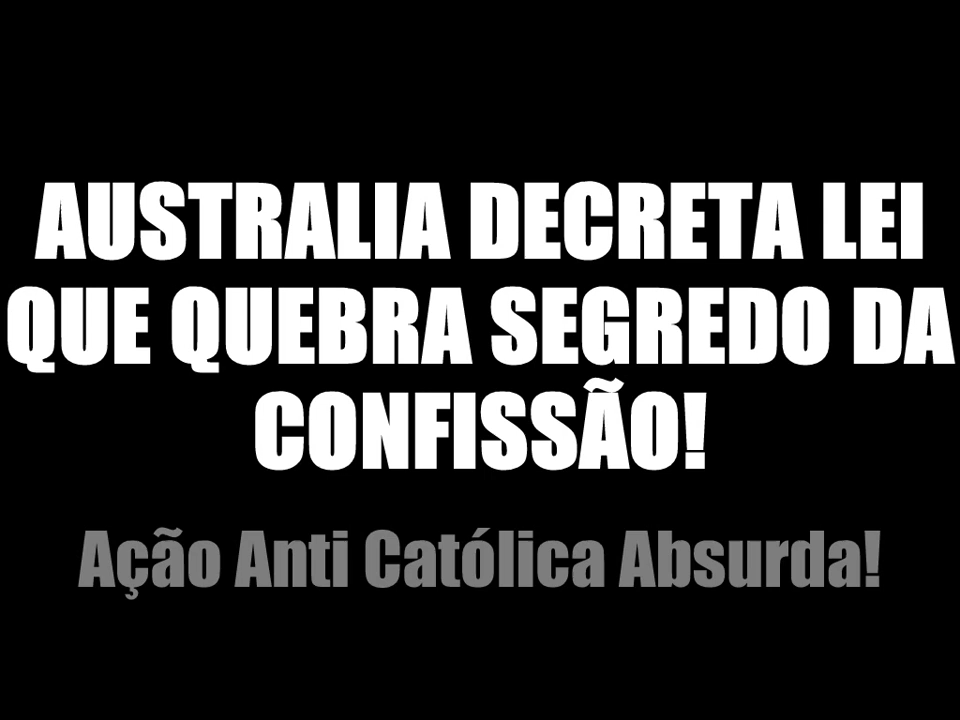 AUSTRALIA DECRETA LEI
QUE QUEBRA SEGREDO DA
CONFISSÃO!
Ação Anti Católica Absurda!